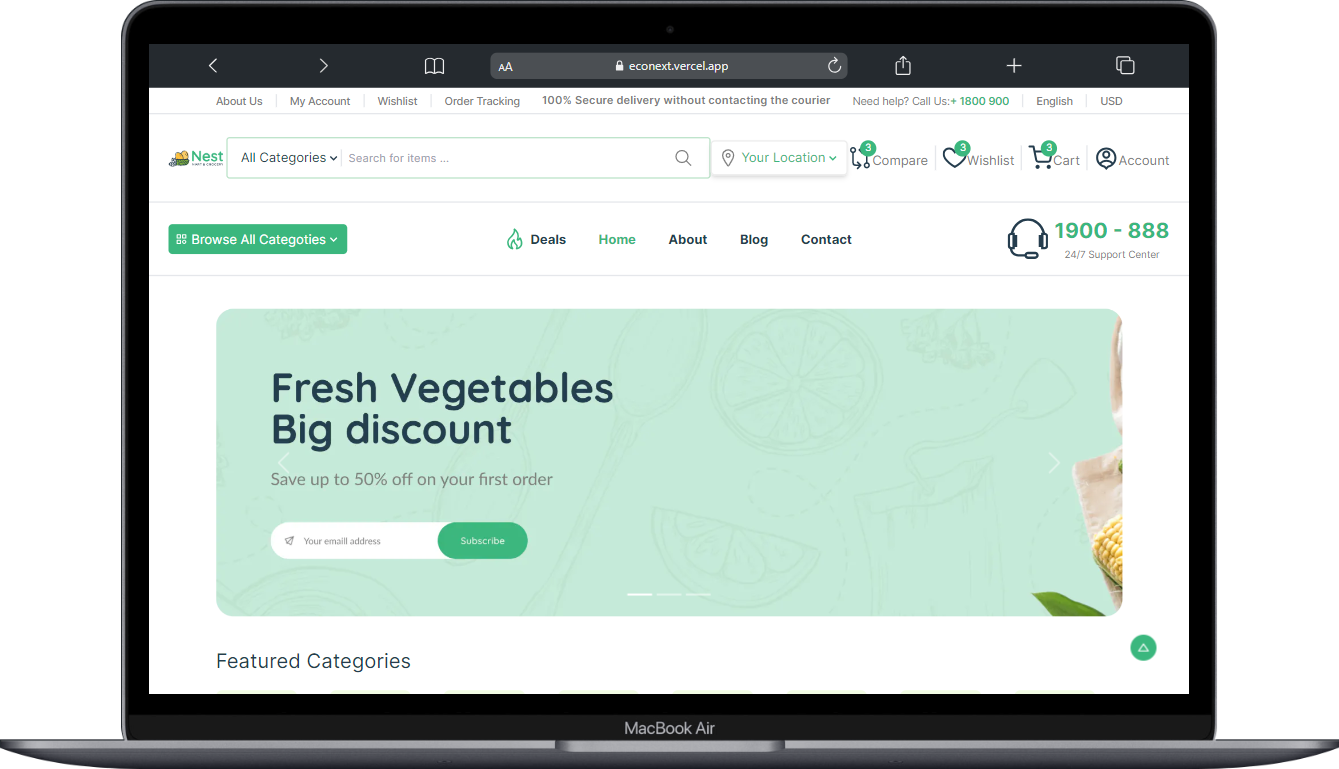 AA econext.vercel.app
About Us My Account Wishlist Order Tracking 100% Secure delivery without contacting the courier Need help? Call Us:+ 1800 900 English USD
Nest All Categories Search for items ... Your Location 3 Compare 3 Wishlist 3 Cart Account
Browse All Categoties Deals Home About Blog Contact 1900 - 888
24/7 Support Center
Fresh Vegetables
Big discount
Save up to 50% off on your first order
Your emaill address Subscribe
Featured Categories
MacBook Air